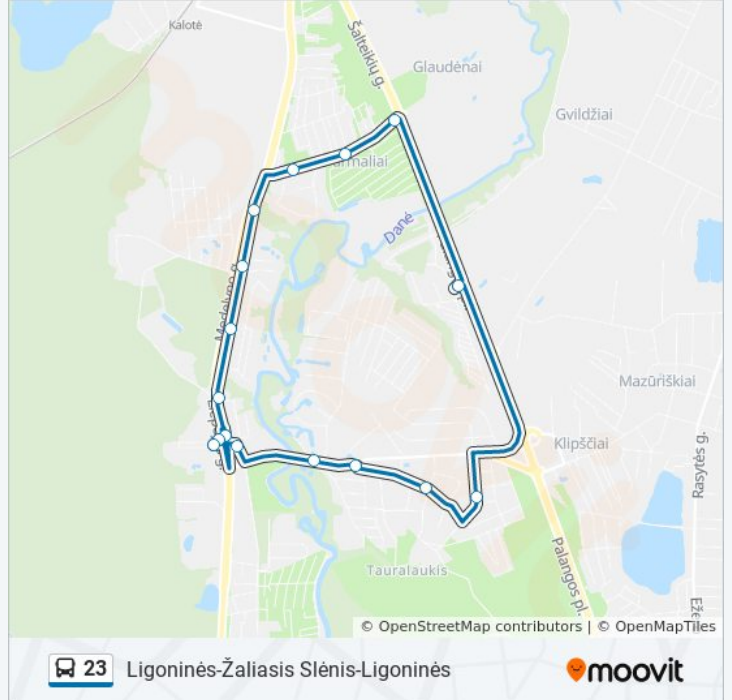 Kalotė
Šalteikių g.
Glaudėnai
Gvildžiai
Danė
Mazūriškiai
Klipščiai
Rasytės g.
Tauralaukis
Palangos pl.
© OpenStreetMap contributors | © OpenMapTiles
23 Ligoninės-Žaliasis Slėnis-Ligoninės
moovit